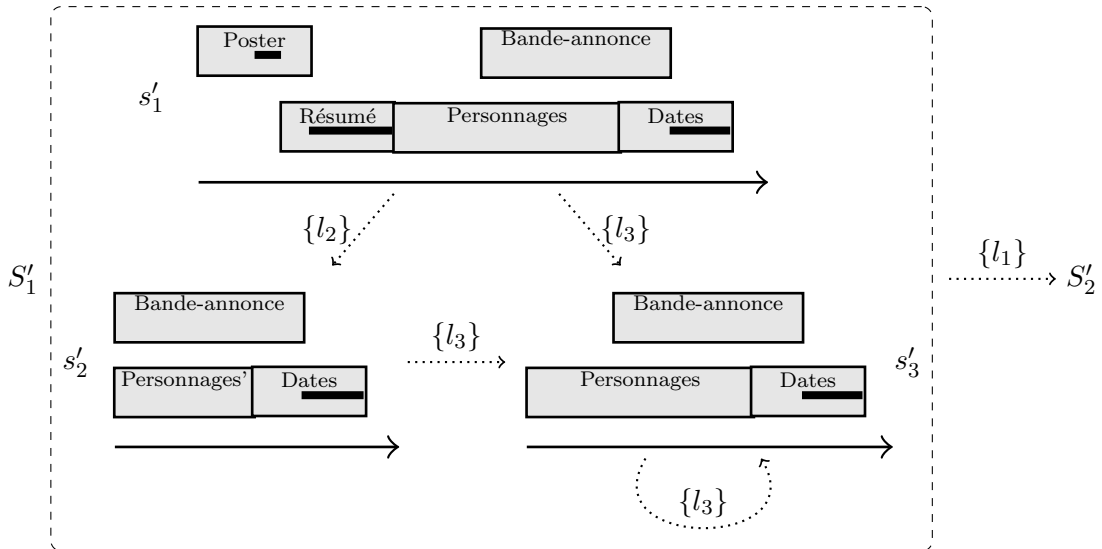 Poster
Bande-annonce
s′₁
Résumé Personnages Dates
{l₂} {l₃}
S′₁
{l₁}
S′₂
Bande-annonce
Bande-annonce
{l₃}
s′₂
Personnages' Dates
Personnages Dates
s′₃
{l₃}